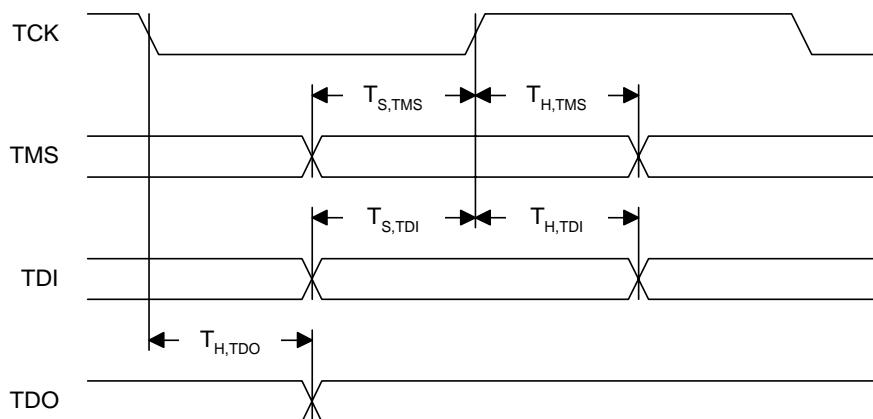 TCK
T_S,TMS T_H,TMS
TMS
T_S,TDI T_H,TDI
TDI
T_H,TDO
TDO